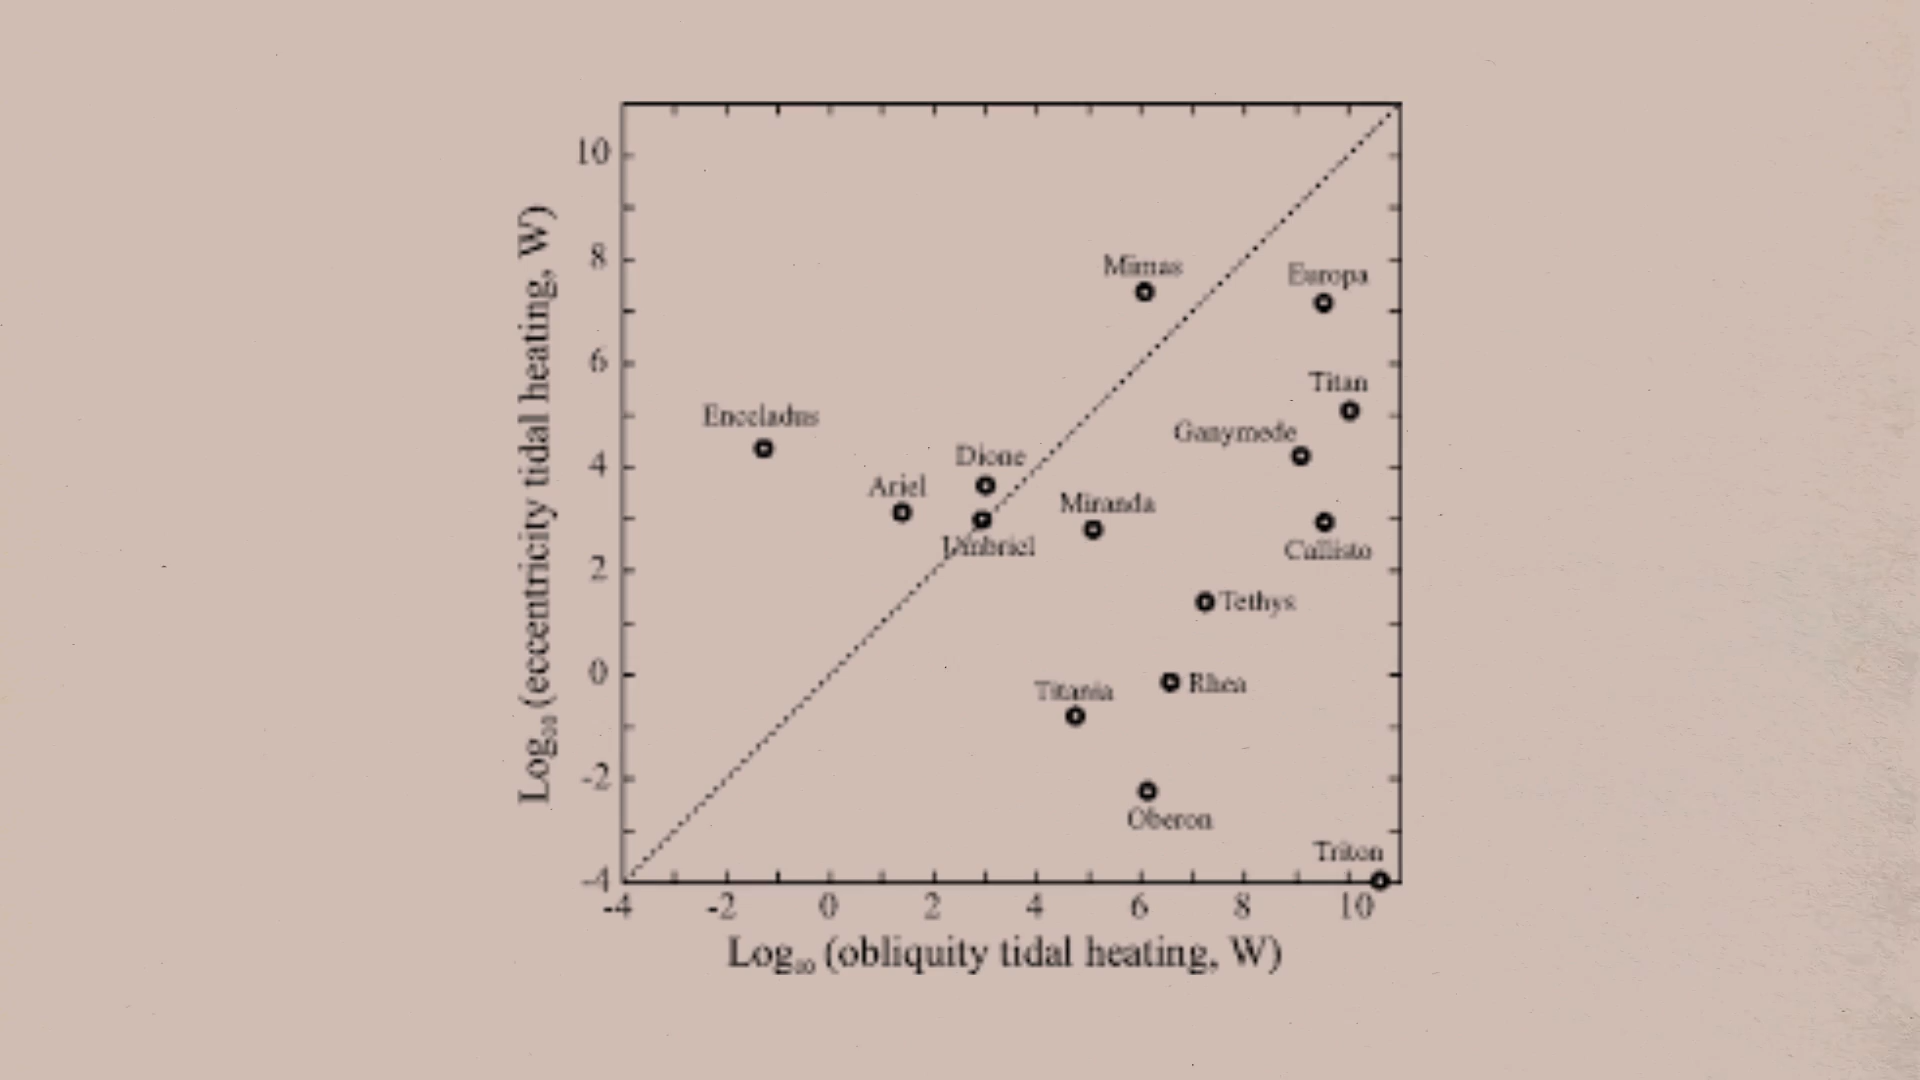 10
8
6
4
2
0
-2
-4
-4 -2 0 2 4 6 8 10
Log₁₀ (eccentricity tidal heating, W)
Log₁₀ (obliquity tidal heating, W)
Mimas
Europa
Titan
Enceladus
Ganymede
Dione
Ariel
Miranda
Umbriel
Callisto
Tethys
Rhea
Titania
Oberon
Triton